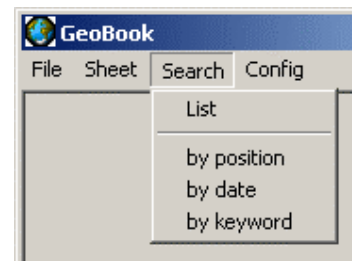 GeoBook
File Sheet Search Config
List
by position
by date
by keyword